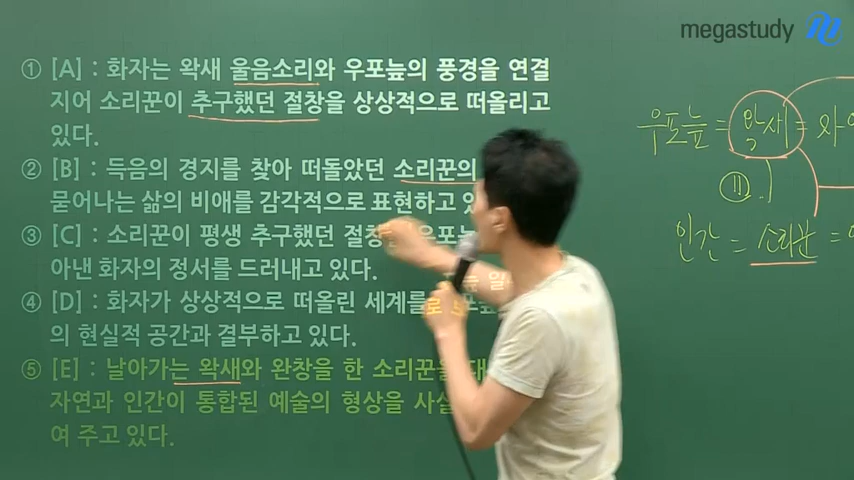 megastudy
① [A] : 화자는 왁새 울음소리와 우포늪의 풍경을 연결
지어 소리꾼이 추구했던 절창을 상상적으로 떠올리고
있다.
② [B] : 득음의 경지를 찾아 떠돌았던 소리꾼의
묻어나는 삶의 비애를 감각적으로 표현하고
③ [C] : 소리꾼이 평생 추구했던
아낸 화자의 정서를 드러내고 있다.
④ [D] : 화자가 상상적으로 떠올린 세계를
의 현실적 공간과 결부하고 있다.
⑤ [E] : 날아가는 왁새와 완창을 한 소리꾼을
자연과 인간이 통합된 예술의 형상을
여 주고 있다.
우포늪 = 왁새 =
인간 = 소리꾼 =